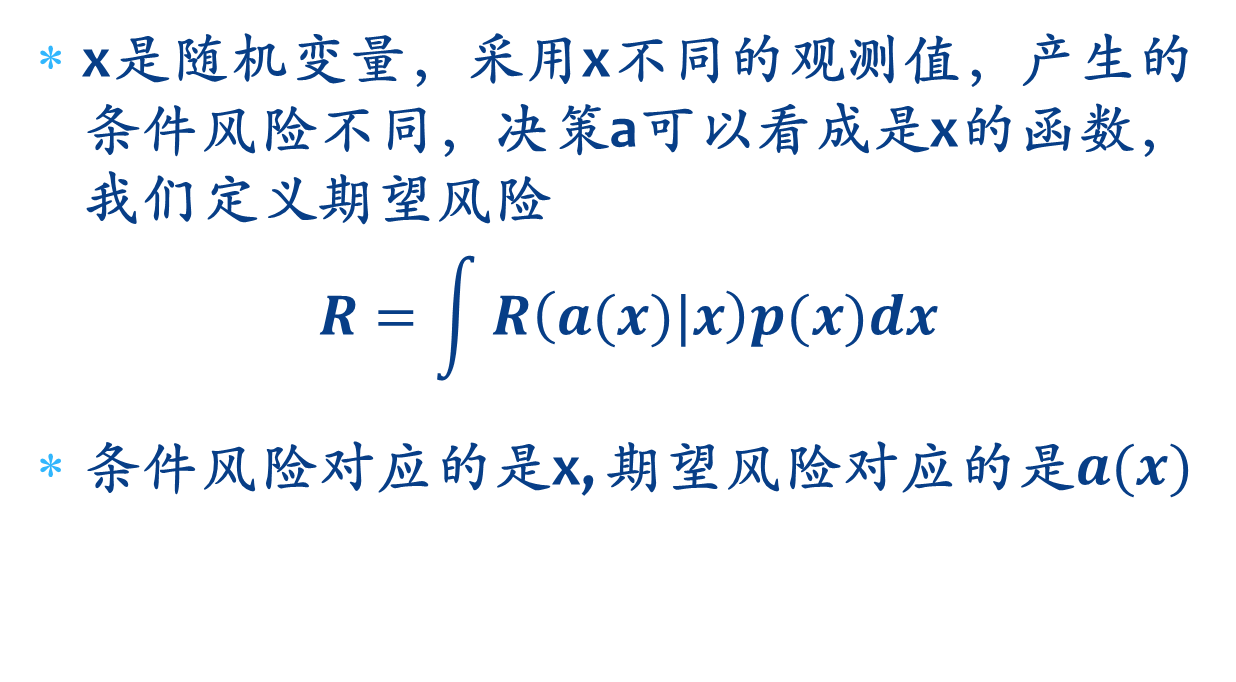 * x是随机变量，采用x不同的观测值，产生的
条件风险不同，决策a可以看成是x的函数，
我们定义期望风险
R = ∫ R(a(x)|x)p(x)dx
* 条件风险对应的是x,期望风险对应的是a(x)